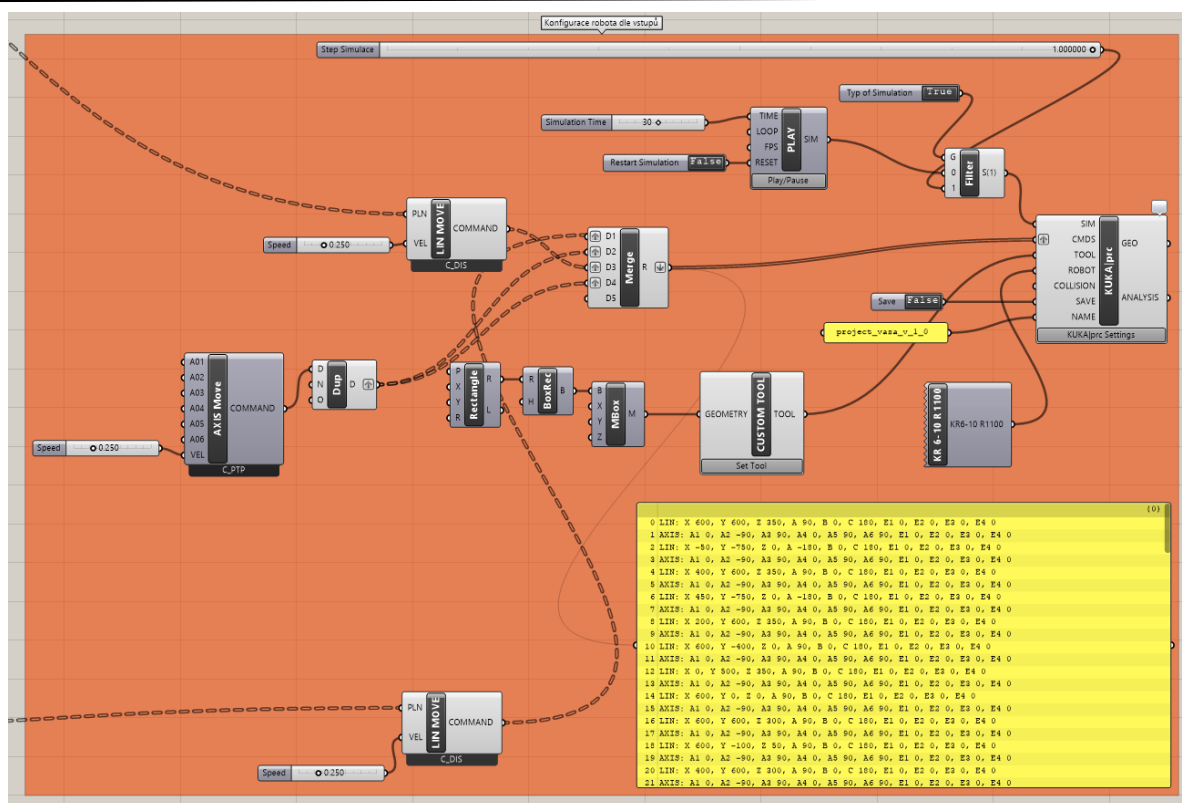 Konfigurace robota dle vstupů
Step Simulace 1.000000
Typ of Simulation True
Simulation Time 30
TIME
LOOP
FPS
RESET
PLAY
SIM
Play/Pause
Restart Simulation False
G
0
1
Filter
S(1)
PLN
VEL
LIN MOVE
COMMAND
C_DIS
Speed 0.250
D1
D2
D3
D4
D5
Merge
R
SIM
CMDS
TOOL
ROBOT
COLLISION
SAVE
NAME
KUKA|prc
GEO
ANALYSIS
KUKA|prc Settings
Save False
project_vaza_v_1_0
A01
A02
A03
A04
A05
A06
VEL
AXIS Move
COMMAND
C_PTP
Speed 0.250
D
N
O
Dup
D
P
X
Y
R
Rectangle
R
L
R
H
BoxRec
B
B
X
Y
Z
MBox
M
GEOMETRY
CUSTOM TOOL
TOOL
Set Tool
KR 6-10 R1100
KR6-10 R1100
{0}
0 LIN: X 600, Y 600, Z 350, A 90, B 0, C 180, E1 0, E2 0, E3 0, E4 0
1 AXIS: A1 0, A2 -90, A3 90, A4 0, A5 90, A6 90, E1 0, E2 0, E3 0, E4 0
2 LIN: X -50, Y -750, Z 0, A -180, B 0, C 180, E1 0, E2 0, E3 0, E4 0
3 AXIS: A1 0, A2 -90, A3 90, A4 0, A5 90, A6 90, E1 0, E2 0, E3 0, E4 0
4 LIN: X 400, Y 600, Z 350, A 90, B 0, C 180, E1 0, E2 0, E3 0, E4 0
5 AXIS: A1 0, A2 -90, A3 90, A4 0, A5 90, A6 90, E1 0, E2 0, E3 0, E4 0
6 LIN: X 450, Y -750, Z 0, A -180, B 0, C 180, E1 0, E2 0, E3 0, E4 0
7 AXIS: A1 0, A2 -90, A3 90, A4 0, A5 90, A6 90, E1 0, E2 0, E3 0, E4 0
8 LIN: X 200, Y 600, Z 350, A 90, B 0, C 180, E1 0, E2 0, E3 0, E4 0
9 AXIS: A1 0, A2 -90, A3 90, A4 0, A5 90, A6 90, E1 0, E2 0, E3 0, E4 0
10 LIN: X 600, Y -400, Z 0, A 90, B 0, C 180, E1 0, E2 0, E3 0, E4 0
11 AXIS: A1 0, A2 -90, A3 90, A4 0, A5 90, A6 90, E1 0, E2 0, E3 0, E4 0
12 LIN: X 0, Y 500, Z 350, A 90, B 0, C 180, E1 0, E2 0, E3 0, E4 0
13 AXIS: A1 0, A2 -90, A3 90, A4 0, A5 90, A6 90, E1 0, E2 0, E3 0, E4 0
14 LIN: X 600, Y 0, Z 0, A 90, B 0, C 180, E1 0, E2 0, E3 0, E4 0
15 AXIS: A1 0, A2 -90, A3 90, A4 0, A5 90, A6 90, E1 0, E2 0, E3 0, E4 0
16 LIN: X 600, Y 600, Z 300, A 90, B 0, C 180, E1 0, E2 0, E3 0, E4 0
17 AXIS: A1 0, A2 -90, A3 90, A4 0, A5 90, A6 90, E1 0, E2 0, E3 0, E4 0
18 LIN: X 600, Y -100, Z 50, A 90, B 0, C 180, E1 0, E2 0, E3 0, E4 0
19 AXIS: A1 0, A2 -90, A3 90, A4 0, A5 90, A6 90, E1 0, E2 0, E3 0, E4 0
20 LIN: X 400, Y 600, Z 300, A 90, B 0, C 180, E1 0, E2 0, E3 0, E4 0
21 AXIS: A1 0, A2 -90, A3 90, A4 0, A5 90, A6 90, E1 0, E2 0, E3 0, E4 0
PLN
VEL
LIN MOVE
COMMAND
C_DIS
Speed 0.250